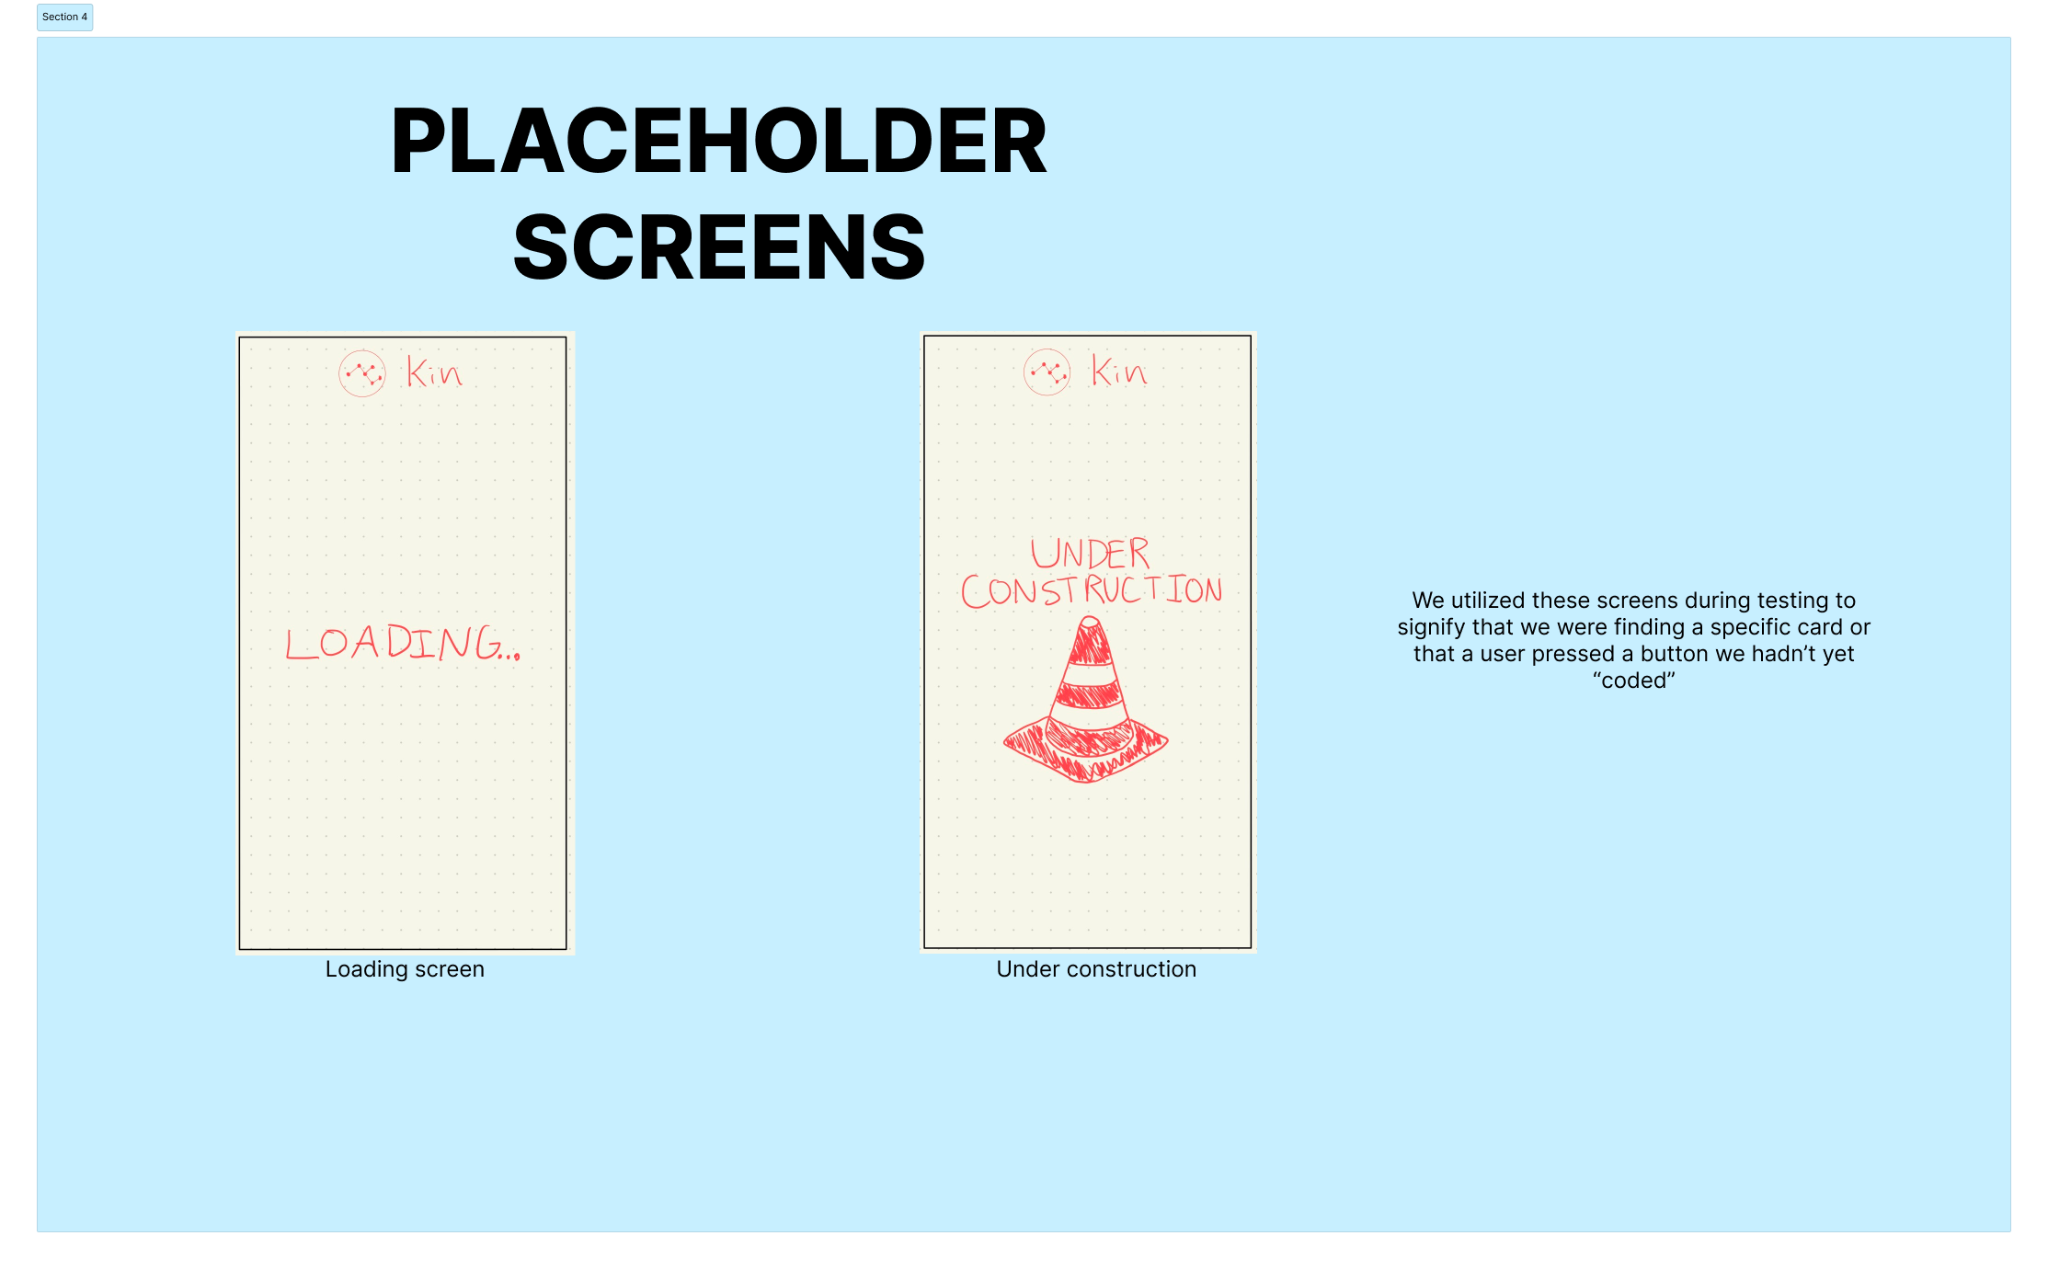 Section 4
PLACEHOLDER
SCREENS
Kin
LOADING...
Loading screen
Kin
UNDER
CONSTRUCTION
Under construction
We utilized these screens during testing to
signify that we were finding a specific card or
that a user pressed a button we hadn’t yet
“coded”